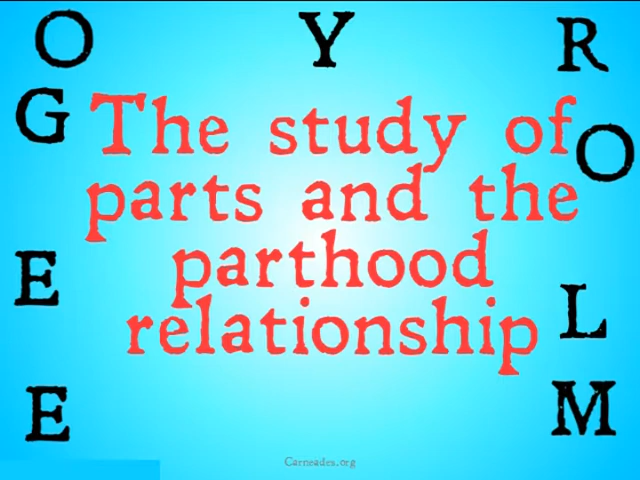 O Y R
G
O
The study of
parts and the
parthood
relationship
E
L
E
M
Carneades.org